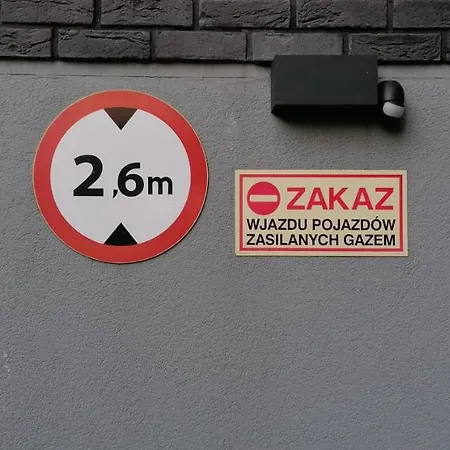 2,6m
ZAKAZ
WJAZDU POJAZDÓW
ZASILANYCH GAZEM